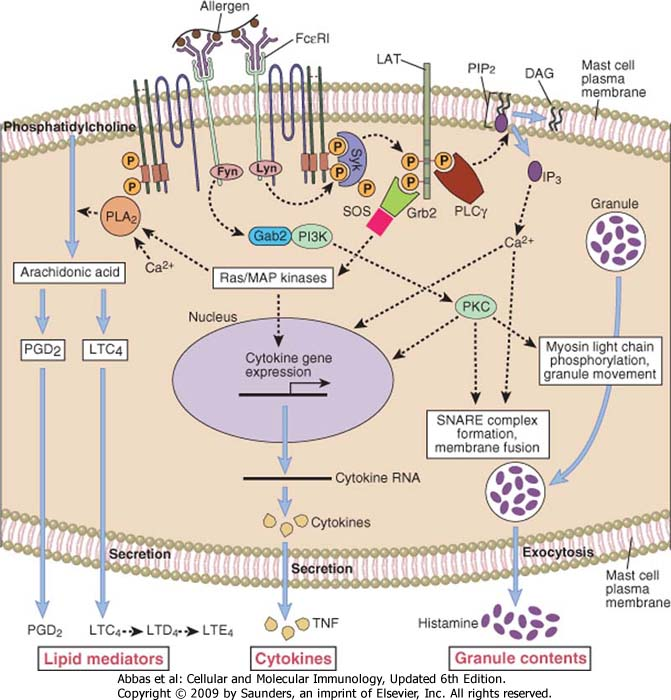 Allergen
FcεRI
LAT
PIP2
DAG
Mast cell
plasma
membrane
Phosphatidylcholine
P
P
Fyn
Lyn
P
P
Syk
P
P
P
P
P
IP3
PLA2
SOS
Grb2
PLCγ
Granule
Gab2
PI3K
Ca2+
Ca2+
Arachidonic acid
Ras/MAP kinases
Nucleus
PKC
PGD2
LTC4
Cytokine gene
expression
Myosin light chain
phosphorylation,
granule movement
SNARE complex
formation,
membrane fusion
Cytokine RNA
Cytokines
Secretion
Secretion
Exocytosis
Mast cell
plasma
membrane
PGD2
LTC4
LTD4
LTE4
TNF
Histamine
Lipid mediators
Cytokines
Granule contents
Abbas et al: Cellular and Molecular Immunology, Updated 6th Edition.
Copyright © 2009 by Saunders, an imprint of Elsevier, Inc. All rights reserved.